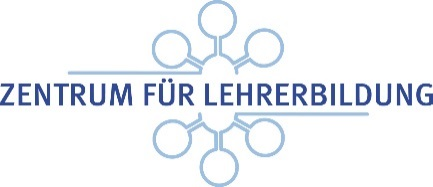 ZENTRUM FÜR LEHRERBILDUNG